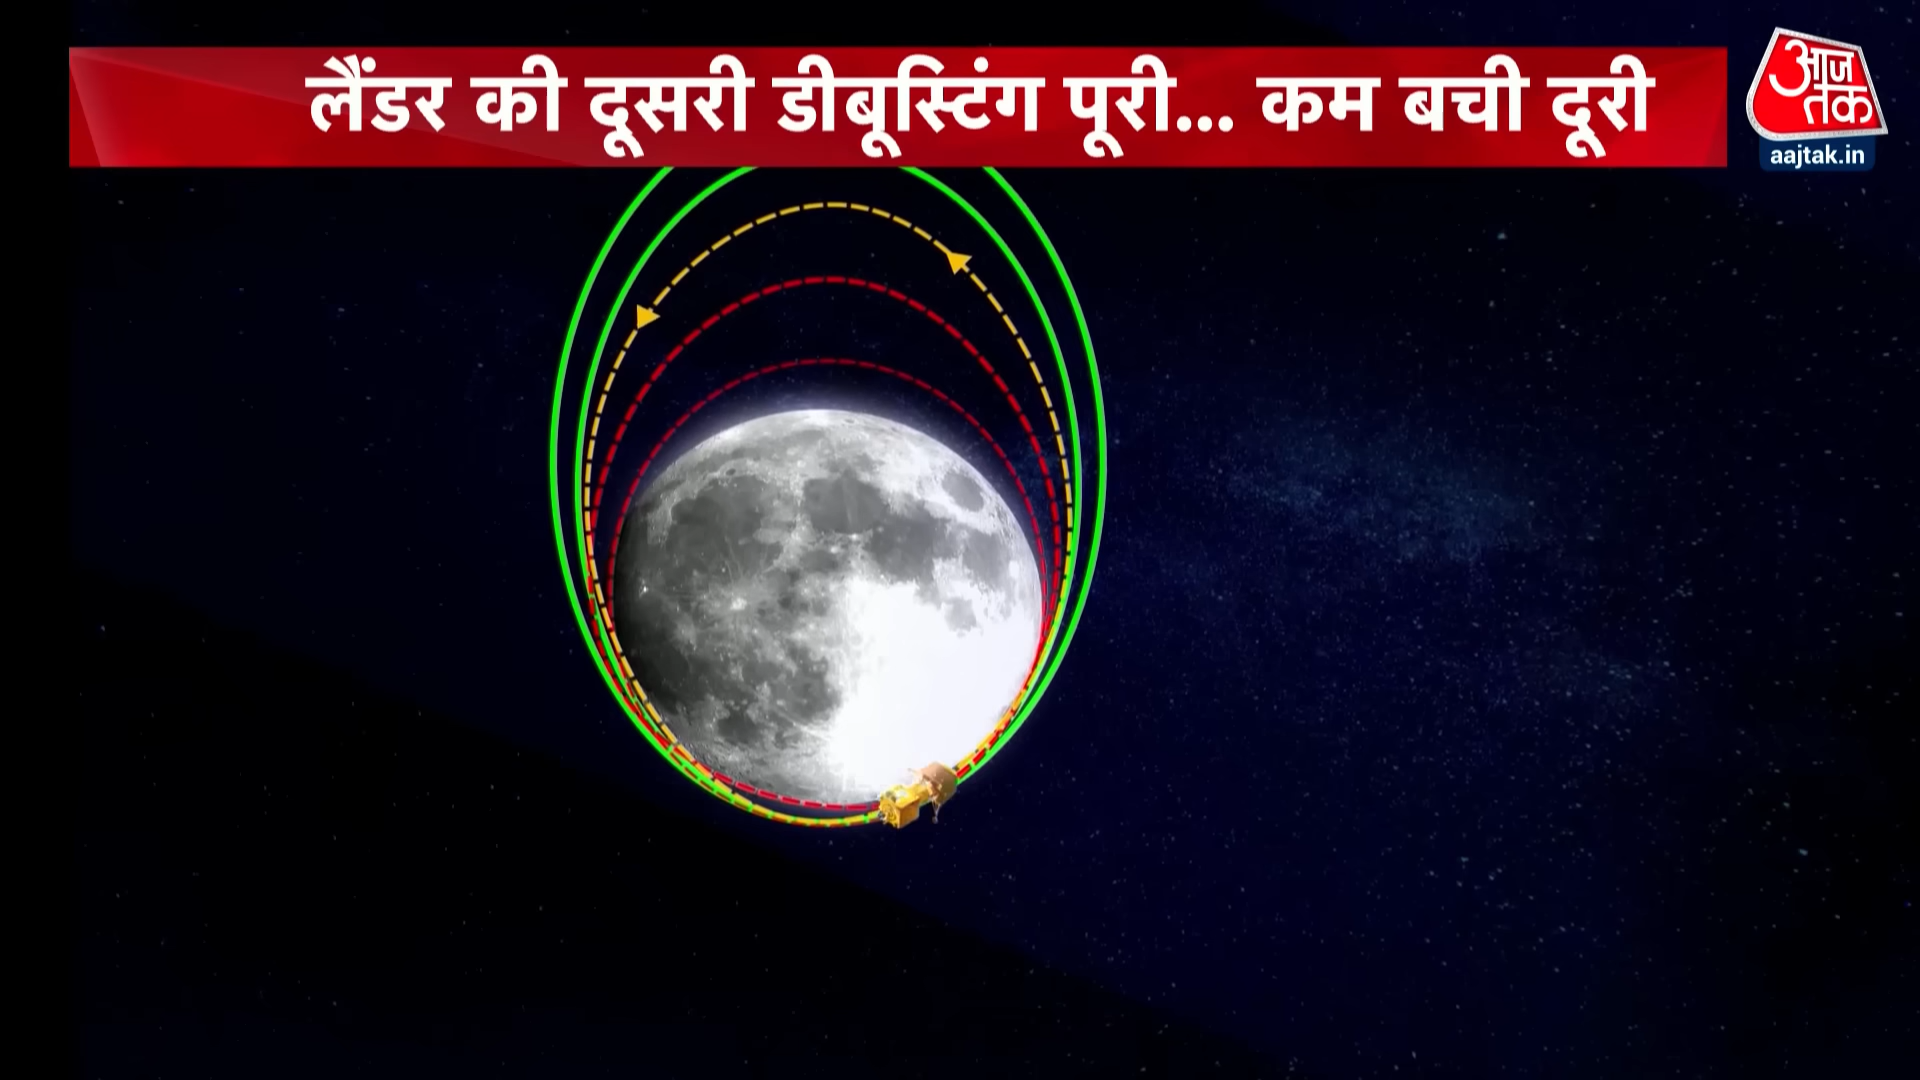 लैंडर की दूसरी डीबूस्टिंग पूरी... कम बची दूरी
आज
तक
aajtak.in